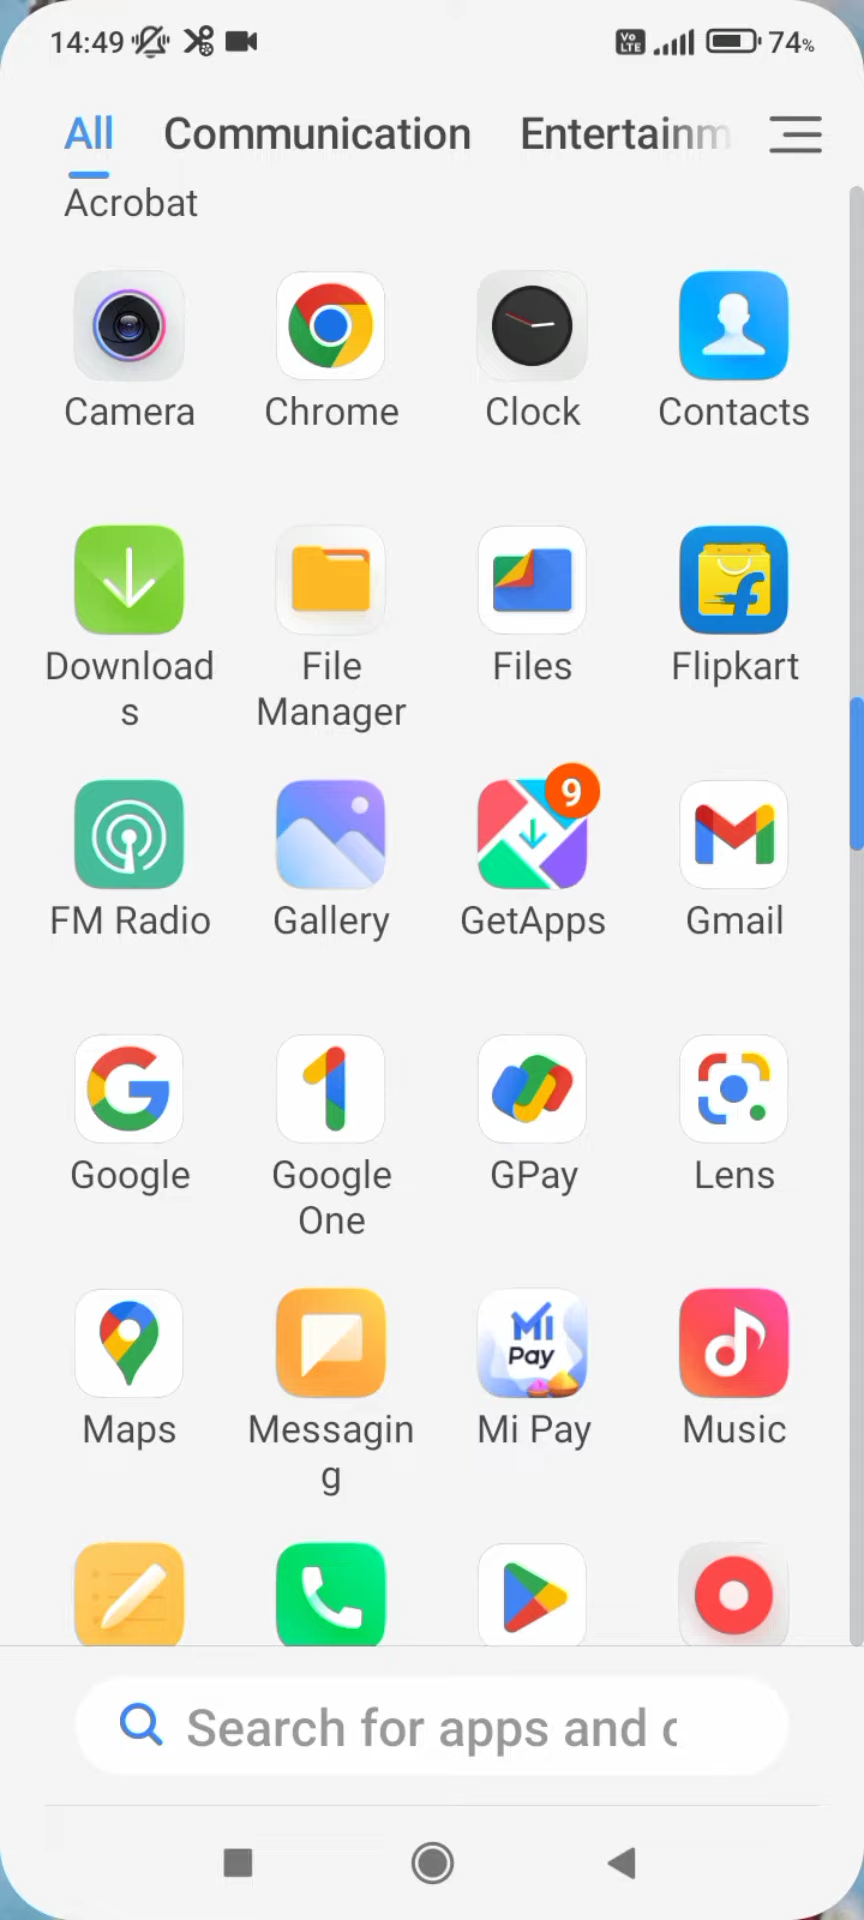 14:49 Vo LTE 74%
All Communication Entertainm
Acrobat
Camera Chrome Clock Contacts
Download File Files Flipkart
s Manager
9
FM Radio Gallery GetApps Gmail
Google Google GPay Lens
One
Mi
Pay
Maps Messagin Mi Pay Music
g
Search for apps and c